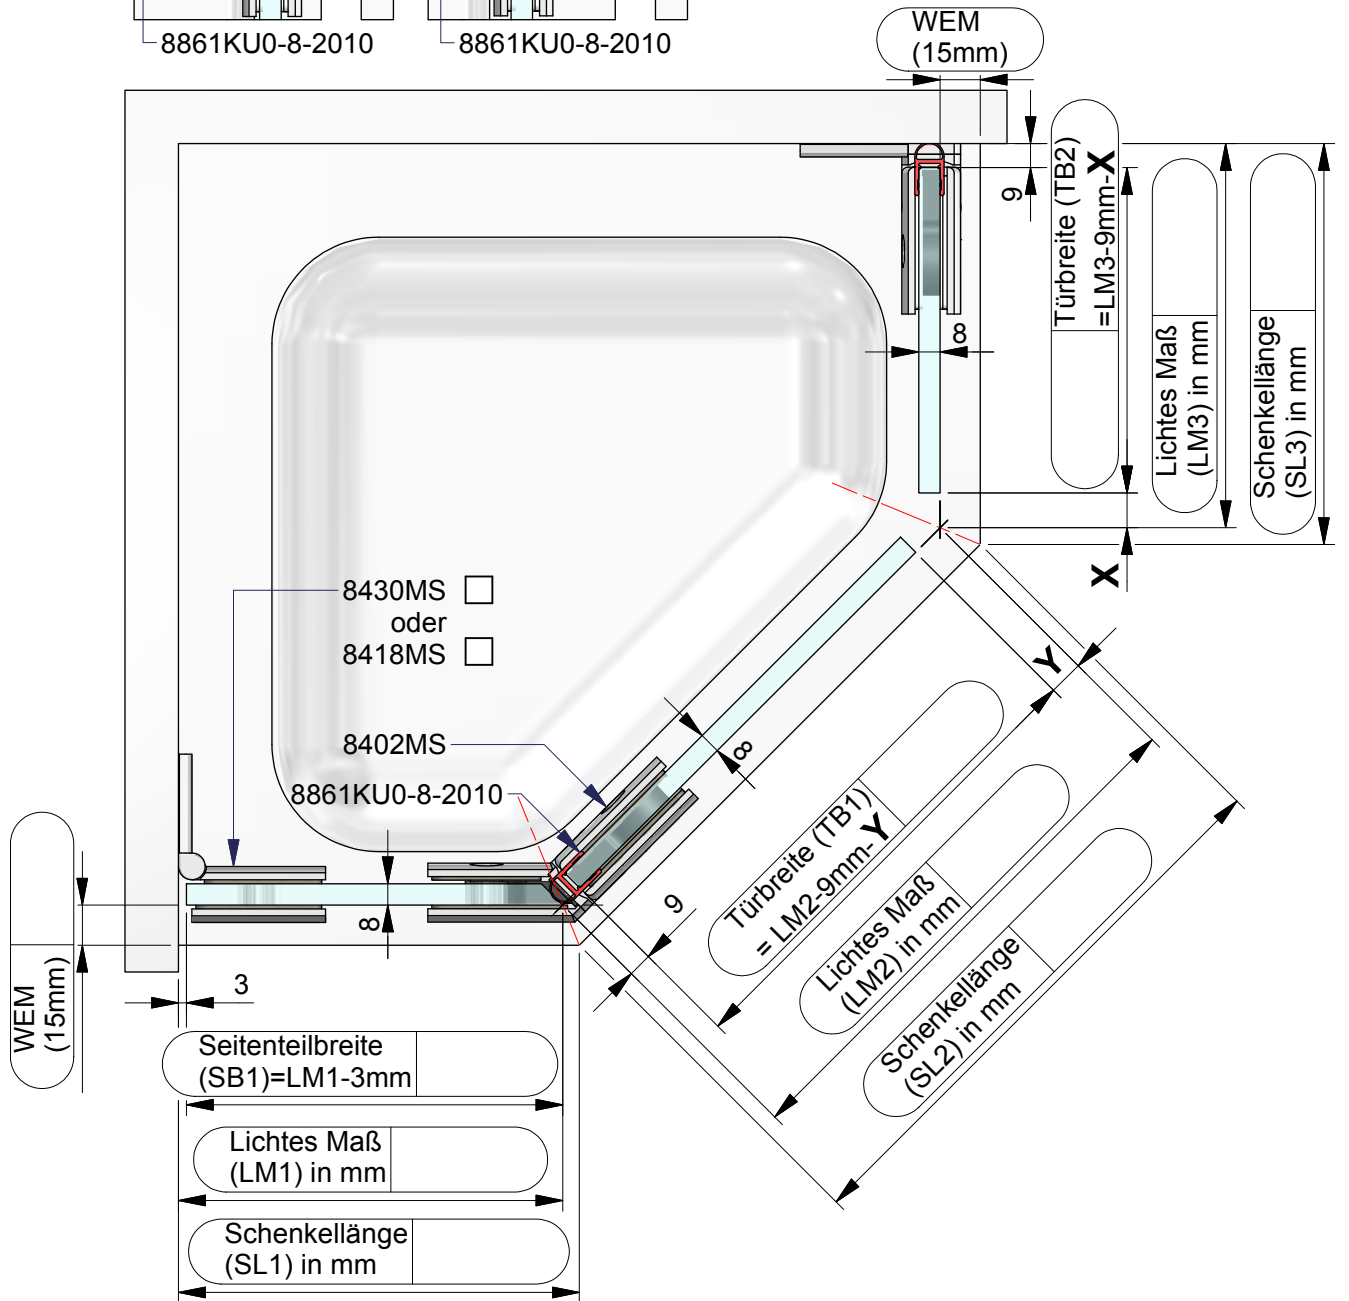 8861KU0-8-2010
8861KU0-8-2010
WEM
(15mm)
9
Türbreite (TB2)
=LM3-9mm-X
Lichtes Maß
(LM3) in mm
Schenkellänge
(SL3) in mm
8
X
8430MS
oder
8418MS
8402MS
8861KU0-8-2010
8
Y
Türbreite (TB1)
= LM2-9mm-Y
Lichtes Maß
(LM2) in mm
Schenkellänge
(SL2) in mm
9
8
WEM
(15mm)
3
Seitenteilbreite
(SB1)=LM1-3mm
Lichtes Maß
(LM1) in mm
Schenkellänge
(SL1) in mm